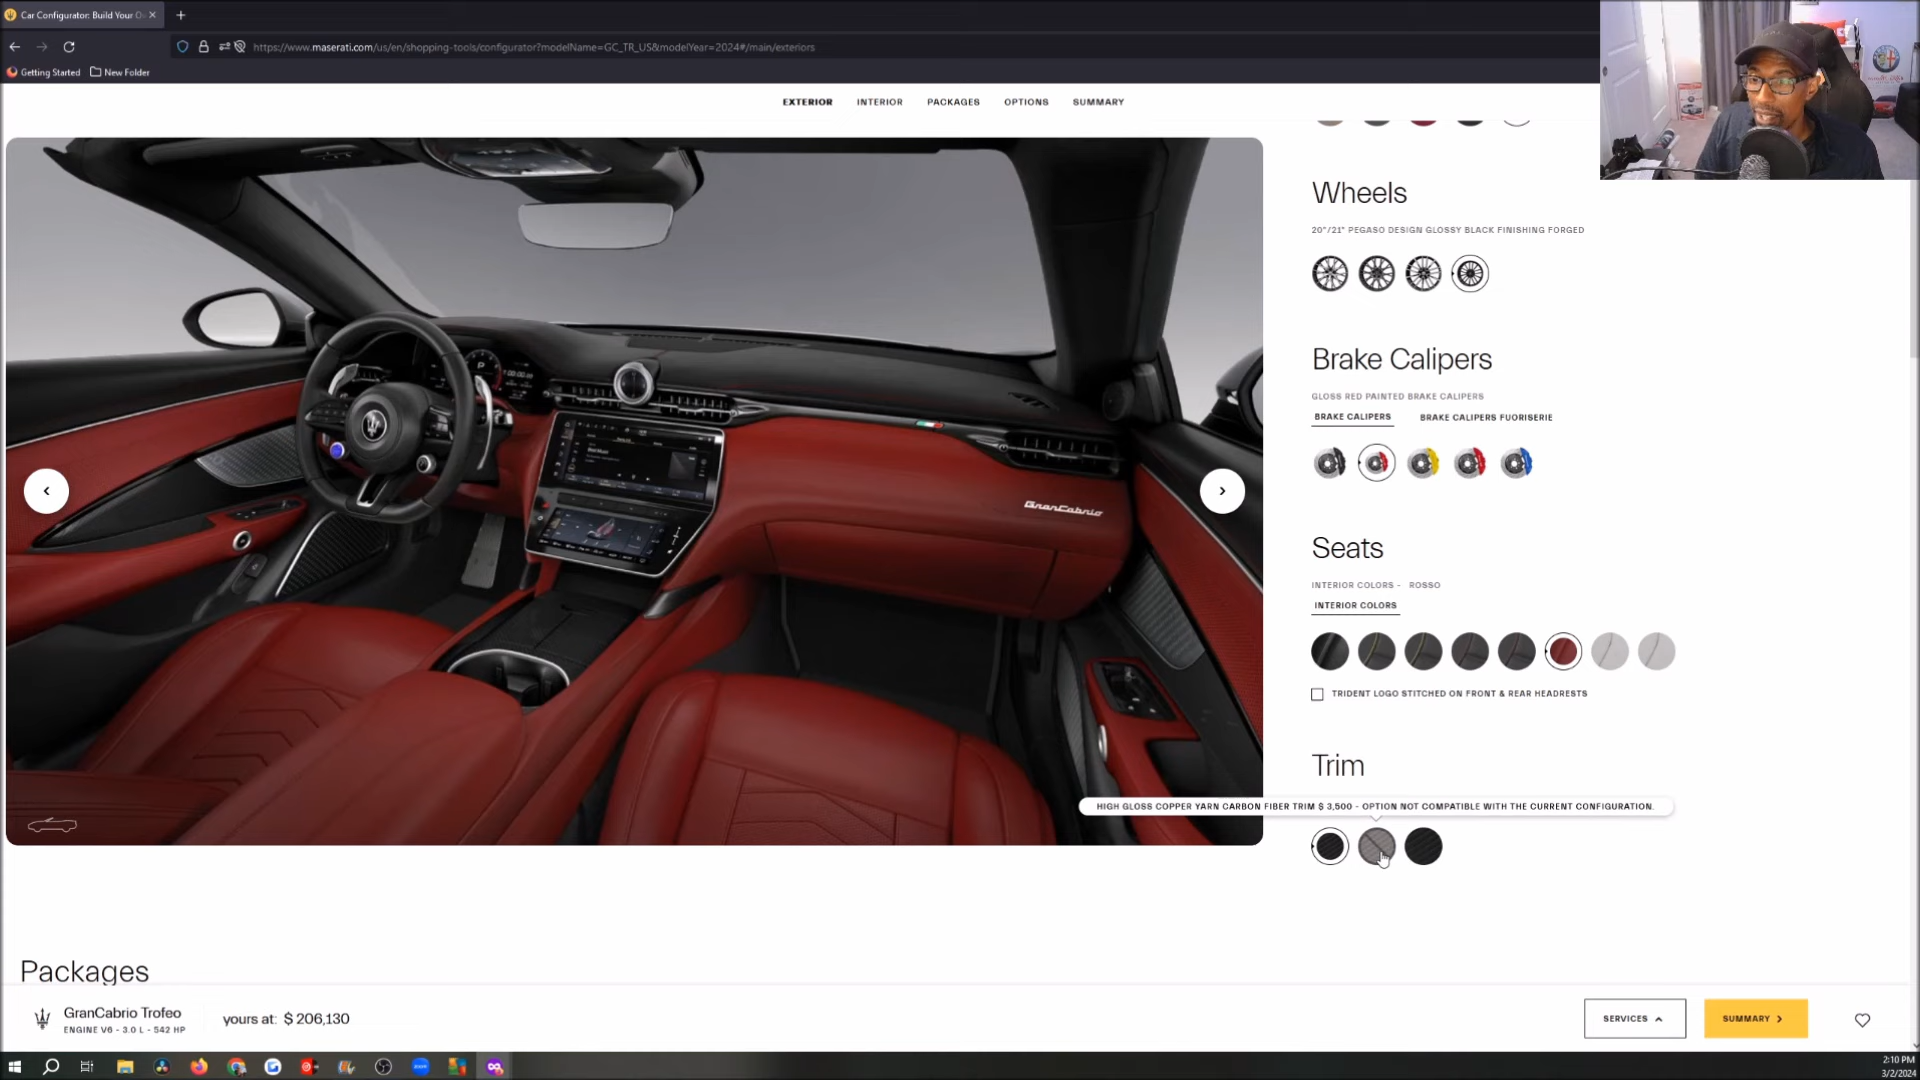 Car Configurator: Build Your O
https://www.maserati.com/us/en/shopping-tools/configurator?modelName=GC_TR_US&modelYear=2024#/main/exteriors
Getting Started
New Folder
EXTERIOR
INTERIOR
PACKAGES
OPTIONS
SUMMARY
Wheels
20"/21" PEGASO DESIGN GLOSSY BLACK FINISHING FORGED
Brake Calipers
GLOSS RED PAINTED BRAKE CALIPERS
BRAKE CALIPERS
BRAKE CALIPERS FUORISERIE
GranCabrio
Seats
INTERIOR COLORS - ROSSO
INTERIOR COLORS
TRIDENT LOGO STITCHED ON FRONT & REAR HEADRESTS
Trim
HIGH GLOSS COPPER YARN CARBON FIBER TRIM $ 3,500 - OPTION NOT COMPATIBLE WITH THE CURRENT CONFIGURATION.
Packages
GranCabrio Trofeo
ENGINE V6 - 3.0 L - 542 HP
yours at: $ 206,130
SERVICES
SUMMARY
2:10 PM
3/2/2024